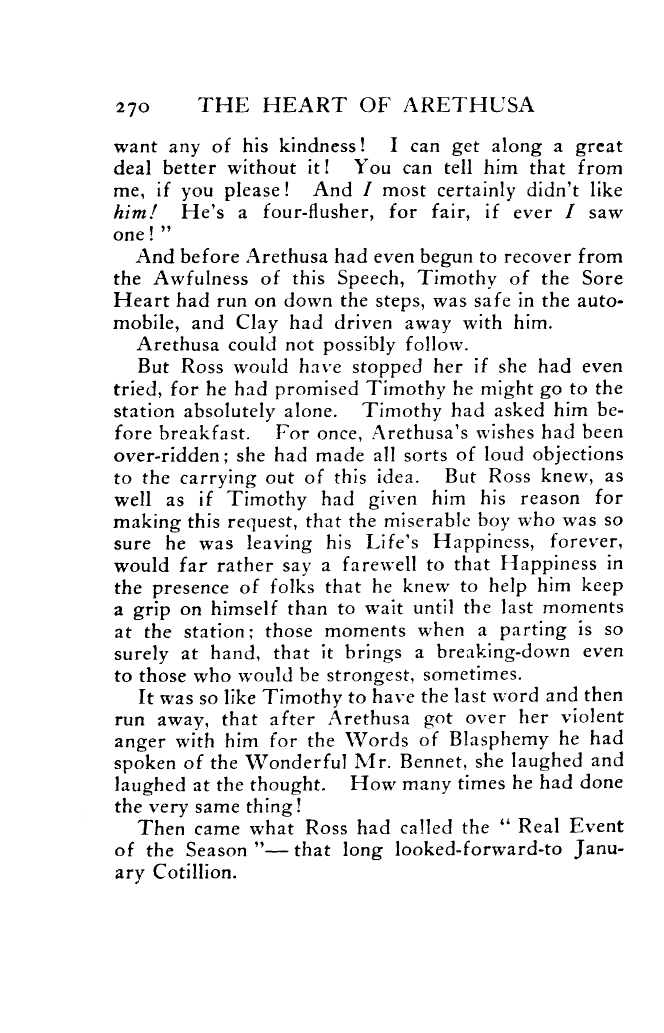 270 THE HEART OF ARETHUSA
want any of his kindness! I can get along a great
deal better without it! You can tell him that from
me, if you please! And I most certainly didn't like
him! He's a four-flusher, for fair, if ever I saw
one!"
And before Arethusa had even begun to recover from
the Awfulness of this Speech, Timothy of the Sore
Heart had run on down the steps, was safe in the auto-
mobile, and Clay had driven away with him.
Arethusa could not possibly follow.
But Ross would have stopped her if she had even
tried, for he had promised Timothy he might go to the
station absolutely alone. Timothy had asked him be-
fore breakfast. For once, Arethusa's wishes had been
over-ridden; she had made all sorts of loud objections
to the carrying out of this idea. But Ross knew, as
well as if Timothy had given him his reason for
making this request, that the miserable boy who was so
sure he was leaving his Life's Happiness, forever,
would far rather say a farewell to that Happiness in
the presence of folks that he knew to help him keep
a grip on himself than to wait until the last moments
at the station; those moments when a parting is so
surely at hand, that it brings a breaking-down even
to those who would be strongest, sometimes.
It was so like Timothy to have the last word and then
run away, that after Arethusa got over her violent
anger with him for the Words of Blasphemy he had
spoken of the Wonderful Mr. Bennet, she laughed and
laughed at the thought. How many times he had done
the very same thing!
Then came what Ross had called the "Real Event
of the Season"—that long looked-forward-to Janu-
ary Cotillion.